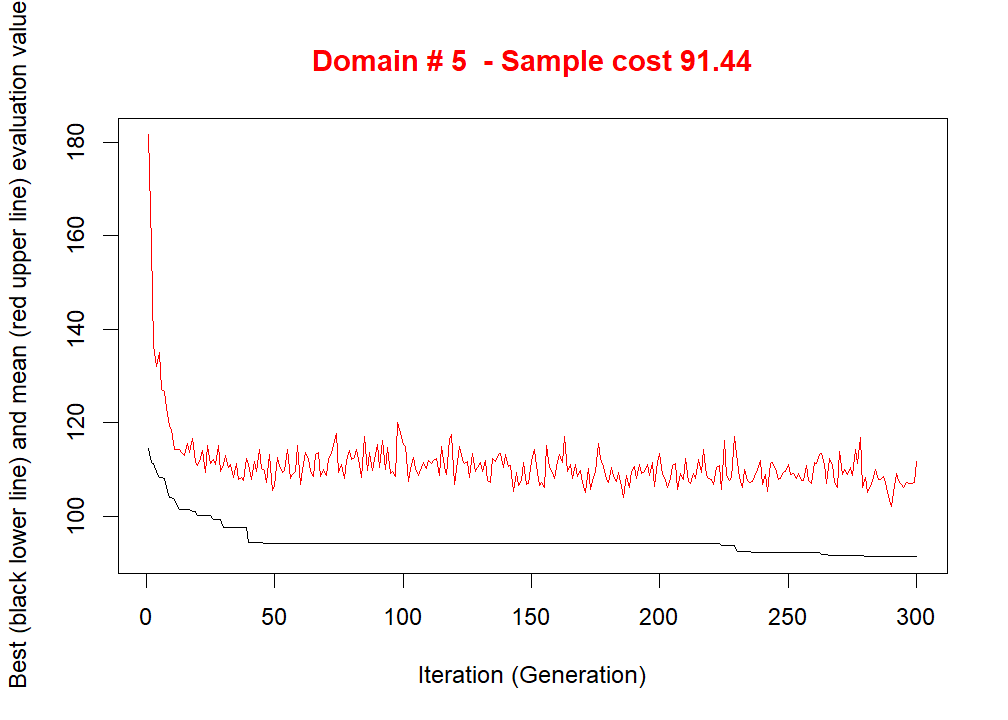 Domain # 5  - Sample cost 91.44
Best (black lower line) and mean (red upper line) evaluation value
180
160
140
120
100
0 50 100 150 200 250 300
Iteration (Generation)